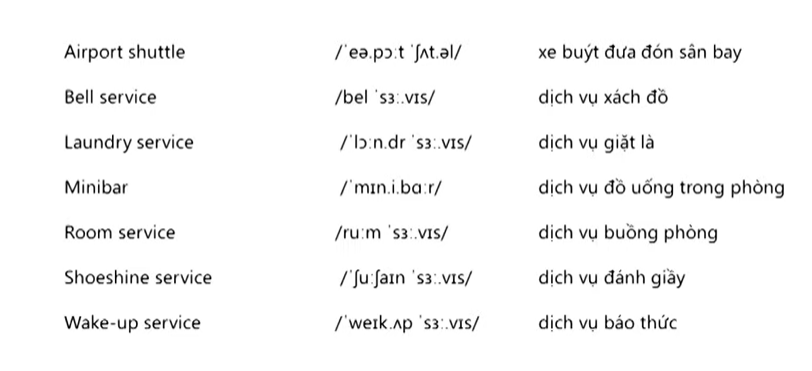 Airport shuttle /ˈeə.pɔːt ˈʃʌt.əl/ xe buýt đưa đón sân bay
Bell service /bel ˈsɜː.vɪs/ dịch vụ xách đồ
Laundry service /ˈlɔːn.dr ˈsɜː.vɪs/ dịch vụ giặt là
Minibar /ˈmɪn.i.bɑːr/ dịch vụ đồ uống trong phòng
Room service /ruːm ˈsɜː.vɪs/ dịch vụ buồng phòng
Shoeshine service /ˈʃuːʃaɪn ˈsɜː.vɪs/ dịch vụ đánh giầy
Wake-up service /ˈweɪk.ʌp ˈsɜː.vɪs/ dịch vụ báo thức